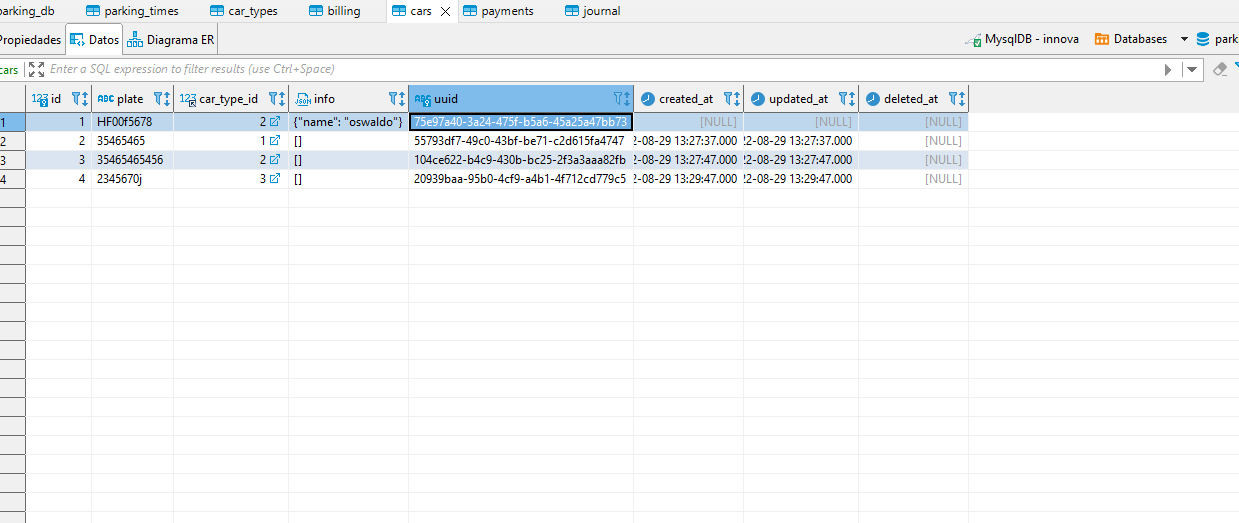 parking_db parking_times car_types billing cars payments journal
Propiedades Datos Diagrama ER MysqlDB - innova Databases park
cars Enter a SQL expression to filter results (use Ctrl+Space)
123 id ABC plate 123 car_type_id JSON info ABC uuid created_at updated_at deleted_at
1 1 HF00f5678 2 {"name": "oswaldo"} 75e97a40-3a24-475f-b5a6-45a25a47bb73 [NULL] [NULL] [NULL]
2 2 35465465 1 [] 55793df7-49c0-43bf-be71-c2d615fa4747 2-08-29 13:27:37.000 22-08-29 13:27:37.000 [NULL]
3 3 35465465456 2 [] 104ce622-b4c9-430b-bc25-2f3a3aaa82fb 2-08-29 13:27:47.000 22-08-29 13:27:47.000 [NULL]
4 4 2345670j 3 [] 20939baa-95b0-4cf9-a4b1-4f712cd779c5 2-08-29 13:29:47.000 22-08-29 13:29:47.000 [NULL]